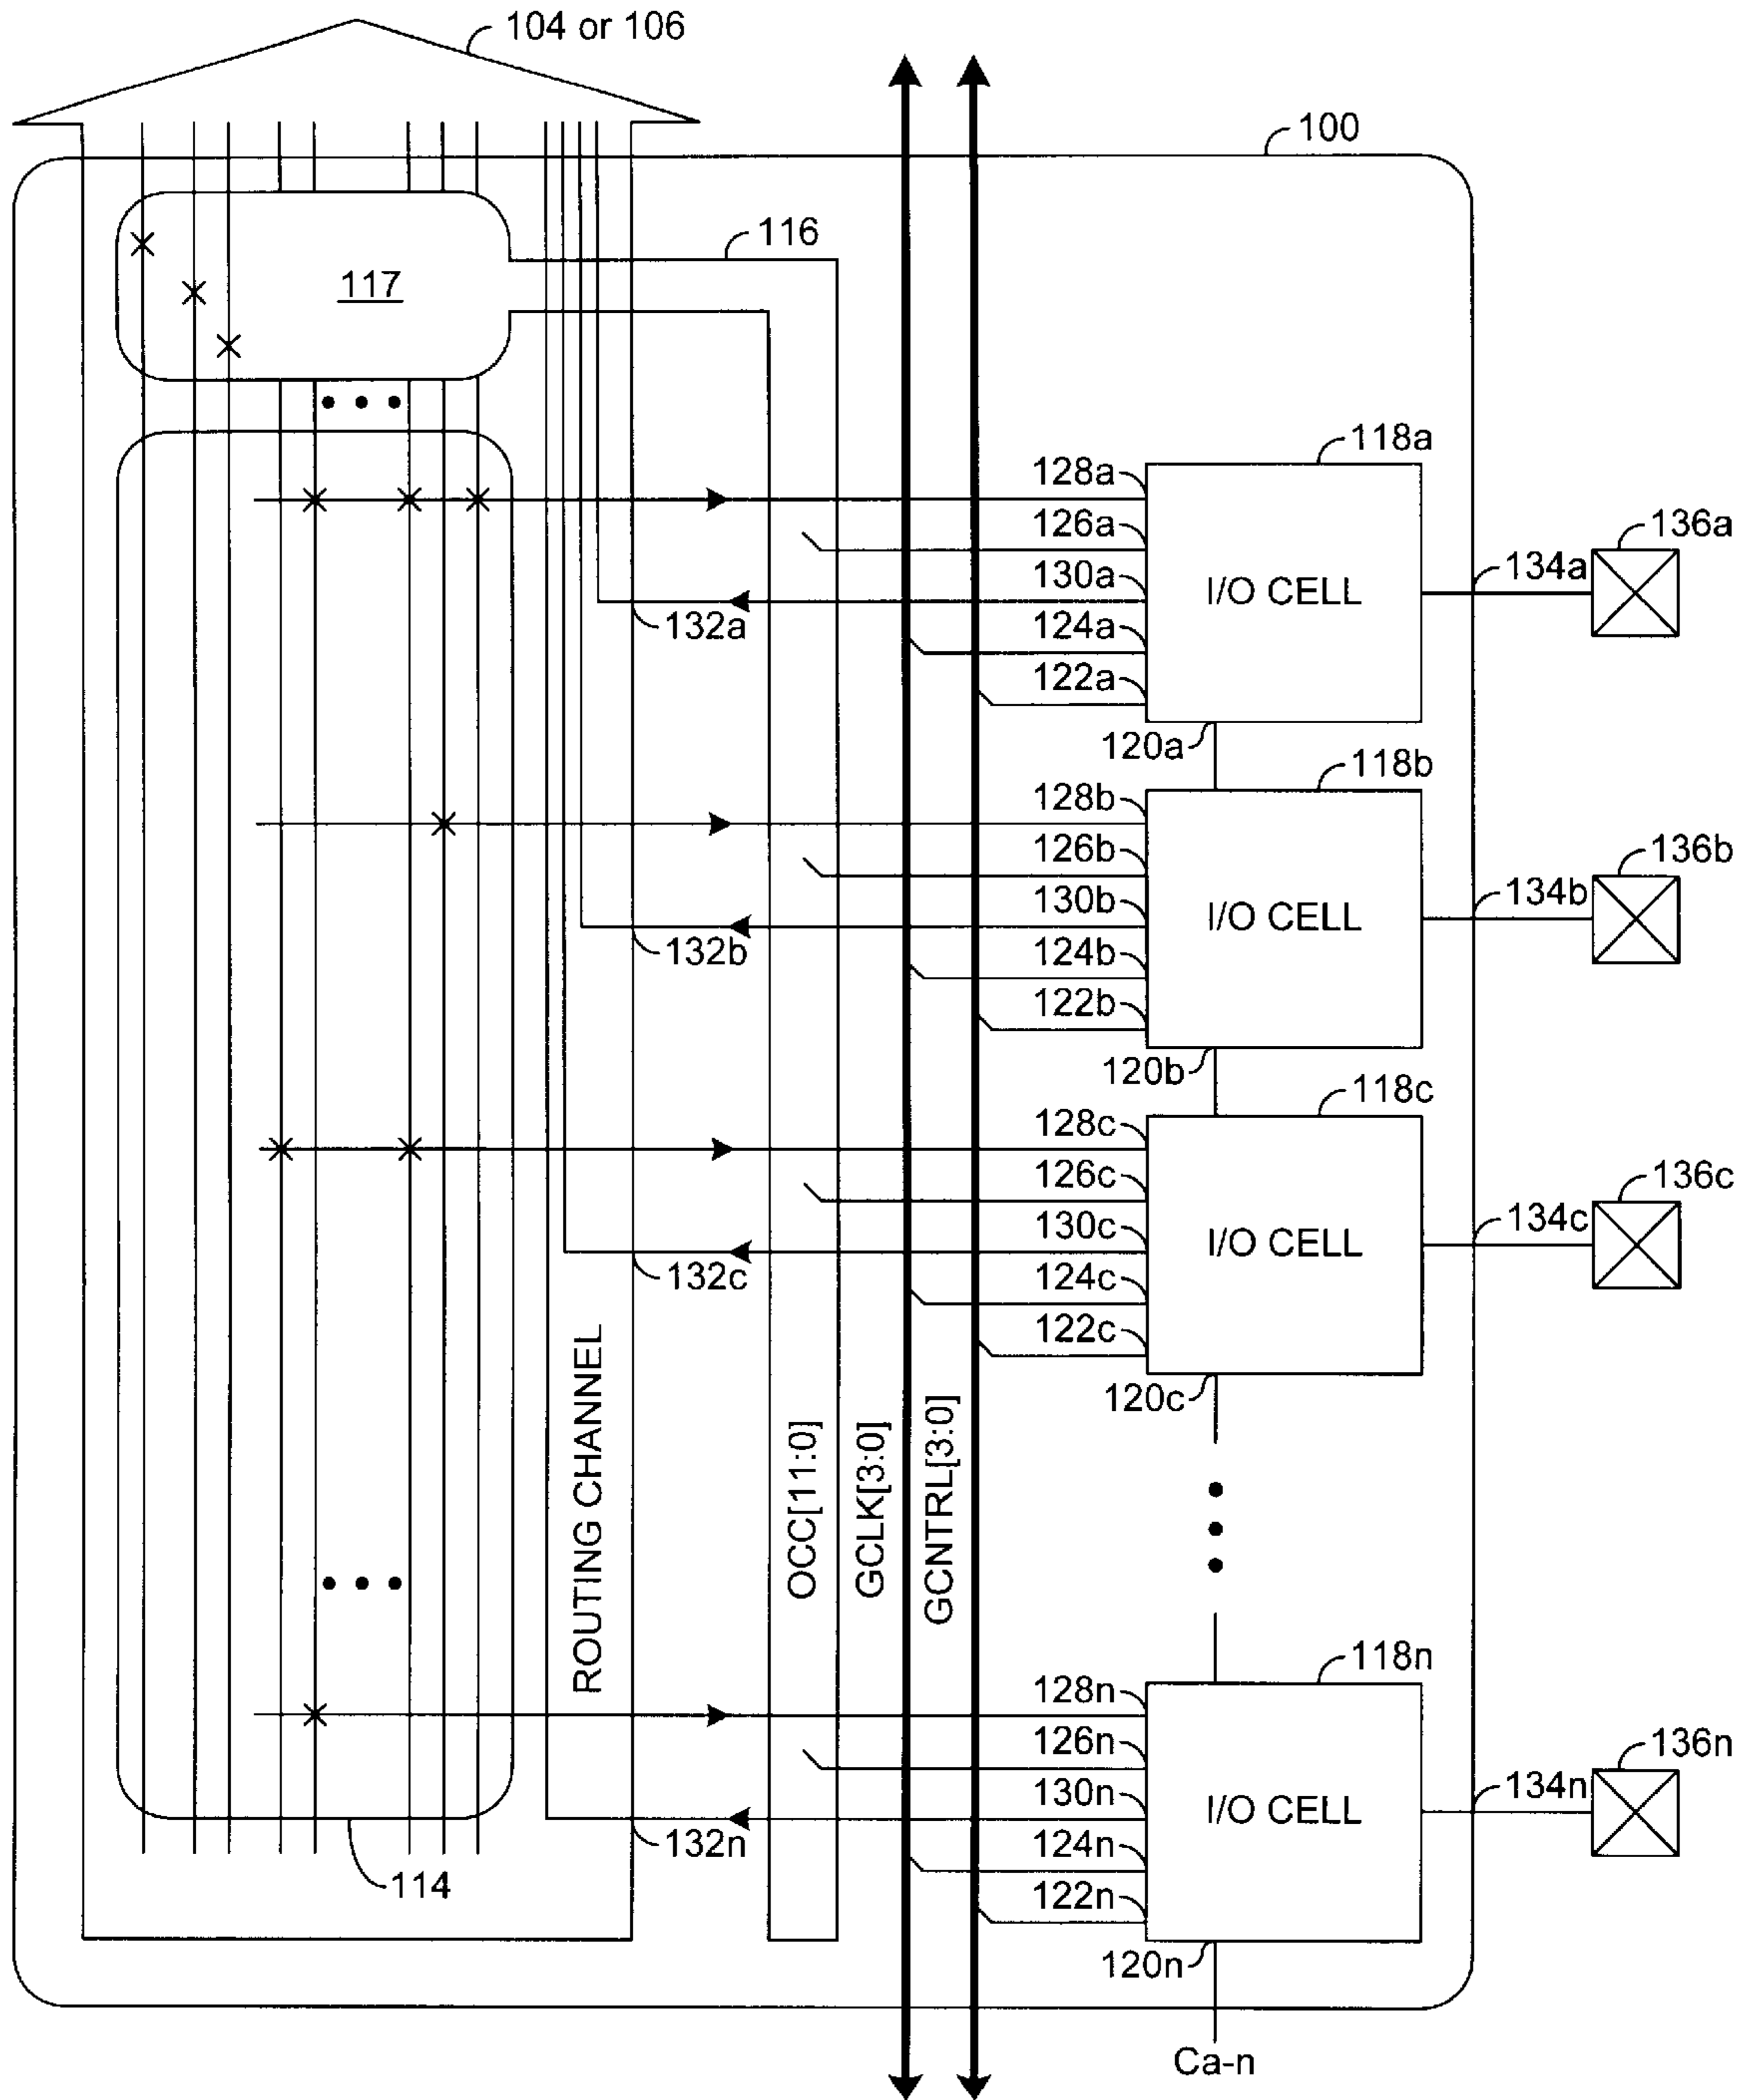 104 or 106
100
116
117
118a
128a
126a
136a
130a
134a
I/O CELL
132a
124a
122a
120a
118b
128b
126b
136b
130b
134b
I/O CELL
132b
124b
122b
120b
118c
128c
126c
136c
130c
134c
I/O CELL
132c
124c
122c
120c
ROUTING CHANNEL
OCC[11:0]
GCLK[3:0]
GCNTRL[3:0]
118n
128n
126n
136n
130n
134n
I/O CELL
132n
124n
114
122n
120n
Ca-n